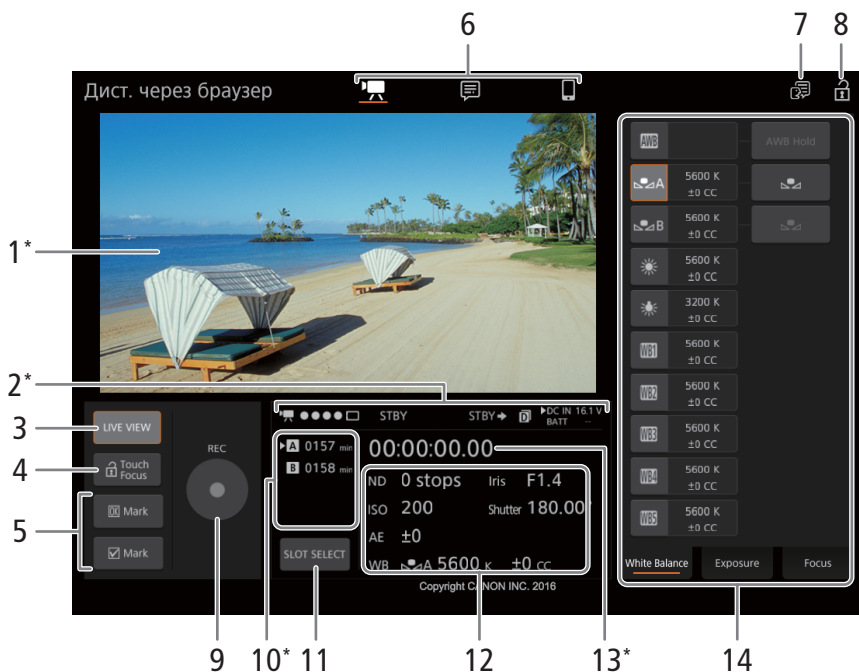 6 7 8
Дист. через браузер
AWB AWB Hold
A 5600 K
±0 CC
B 5600 K
±0 CC
5600 K
±0 CC
3200 K
±0 CC
WB1 5600 K
±0 CC
WB2 5600 K
±0 CC
WB3 5600 K
±0 CC
WB4 5600 K
±0 CC
WB5 5600 K
±0 CC
White Balance Exposure Focus
1*
2*
3
4
5
LIVE VIEW
Touch
Focus
OK Mark
Mark
REC
STBY STBY D DC IN 16.1 V
BATT --
A 0157 min
B 0158 min
00:00:00.00
ND 0 stops Iris F1.4
ISO 200 Shutter 180.00°
AE ±0
WB A 5600 K ±0 CC
SLOT SELECT
Copyright CANON INC. 2016
9 10* 11 12 13* 14